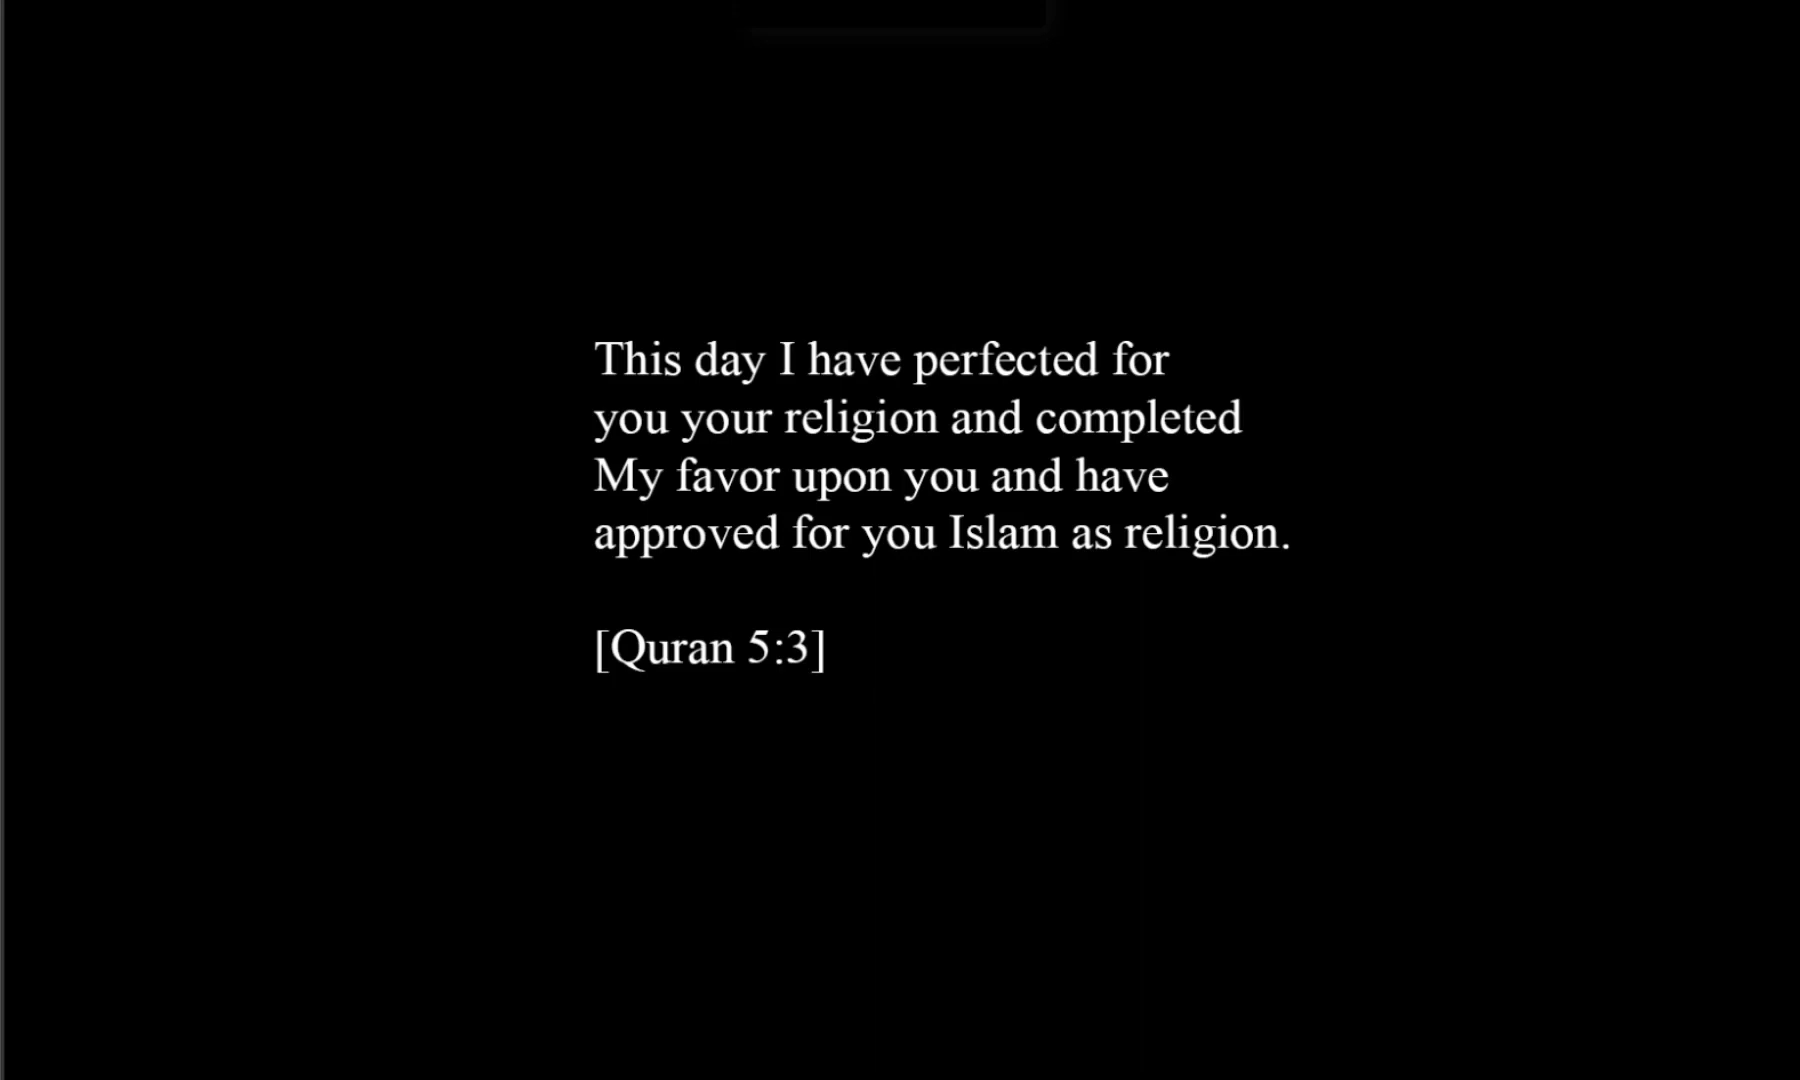 This day I have perfected for
you your religion and completed
My favor upon you and have
approved for you Islam as religion.
[Quran 5:3]